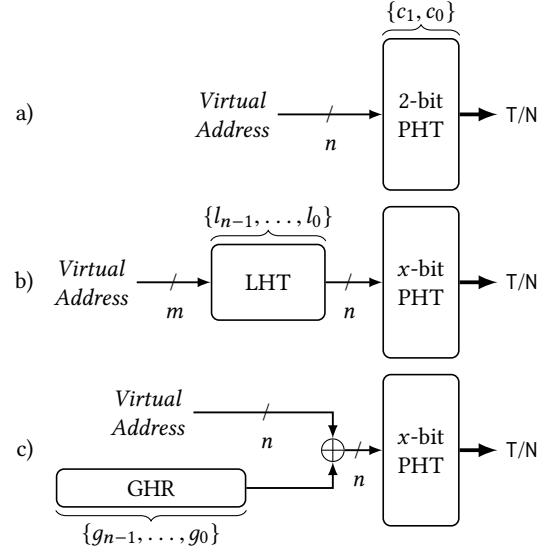 {c₁, c₀}
a)
Virtual
Address
n
2-bit
PHT
T/N
{lₙ₋₁, . . . , l₀}
b)
Virtual
Address
m
LHT
n
x-bit
PHT
T/N
c)
Virtual
Address
n
GHR
n
x-bit
PHT
T/N
{gₙ₋₁, . . . , g₀}